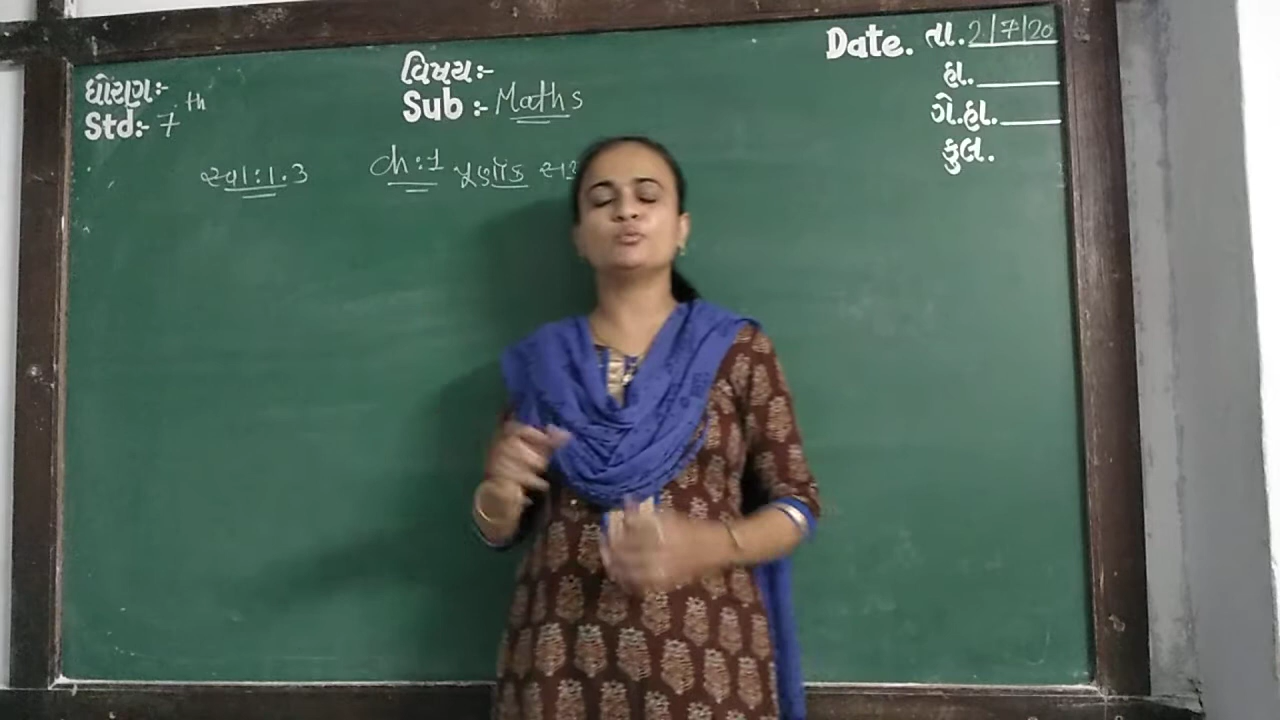 ધોરણ:-
Std:- 7th
વિષય:-
Sub :- Maths
Date. તા. 2/7/20
હા.
ગે.હા.
કુલ.
સ્વા:1.3
ch:1 પૂર્ણાંક